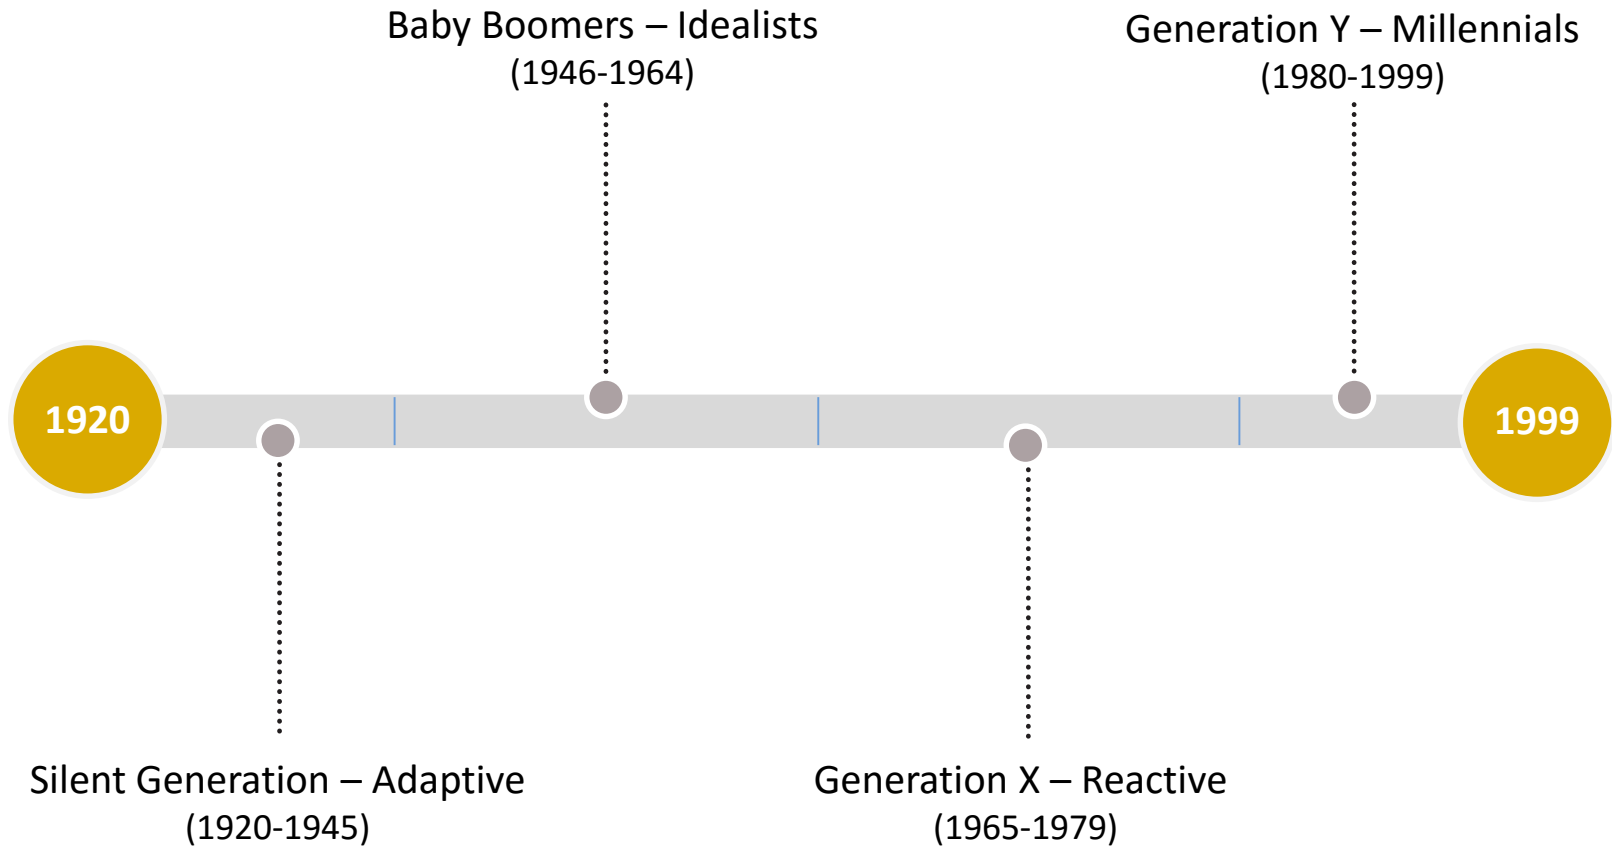 Baby Boomers – Idealists
(1946-1964)
Generation Y – Millennials
(1980-1999)
1920
1999
Silent Generation – Adaptive
(1920-1945)
Generation X – Reactive
(1965-1979)